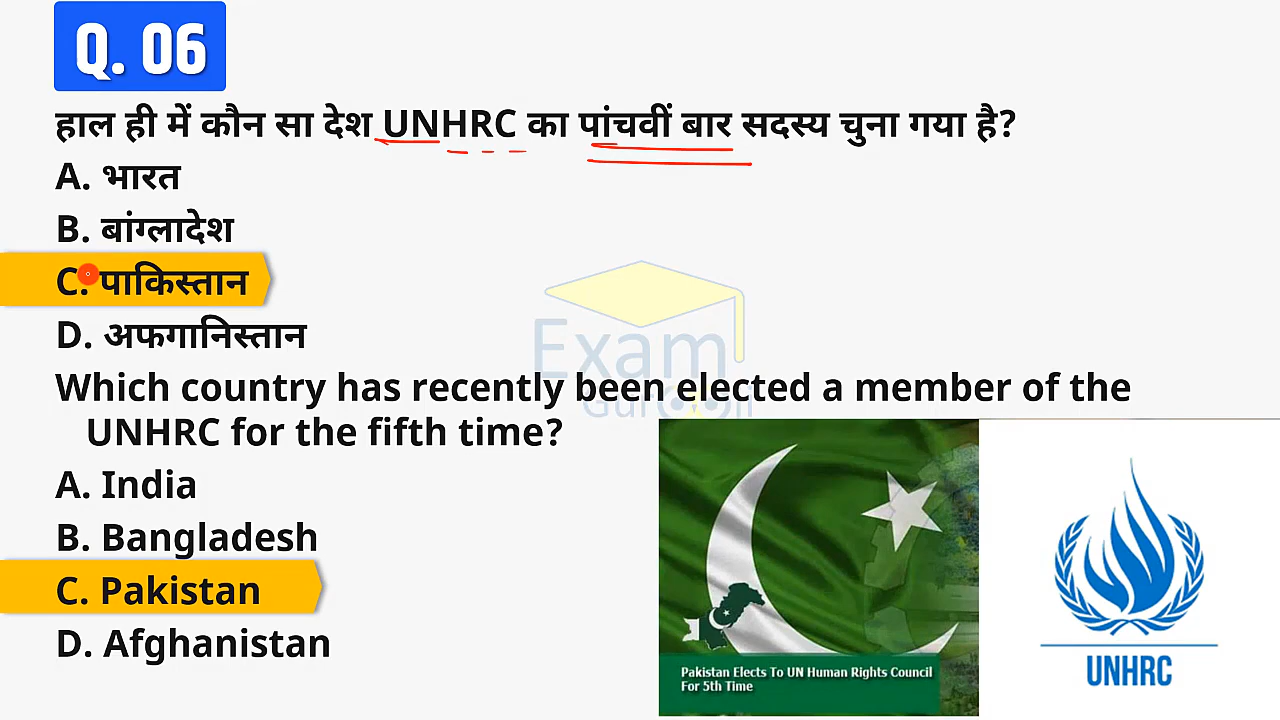 Q. 06
हाल ही में कौन सा देश UNHRC का पांचवीं बार सदस्य चुना गया है?
A. भारत
B. बांग्लादेश
C. पाकिस्तान
D. अफगानिस्तान
Exam
Which country has recently been elected a member of the
UNHRC for the fifth time?
A. India
B. Bangladesh
C. Pakistan
D. Afghanistan
Pakistan Elects To UN Human Rights Council
For 5th Time
UNHRC